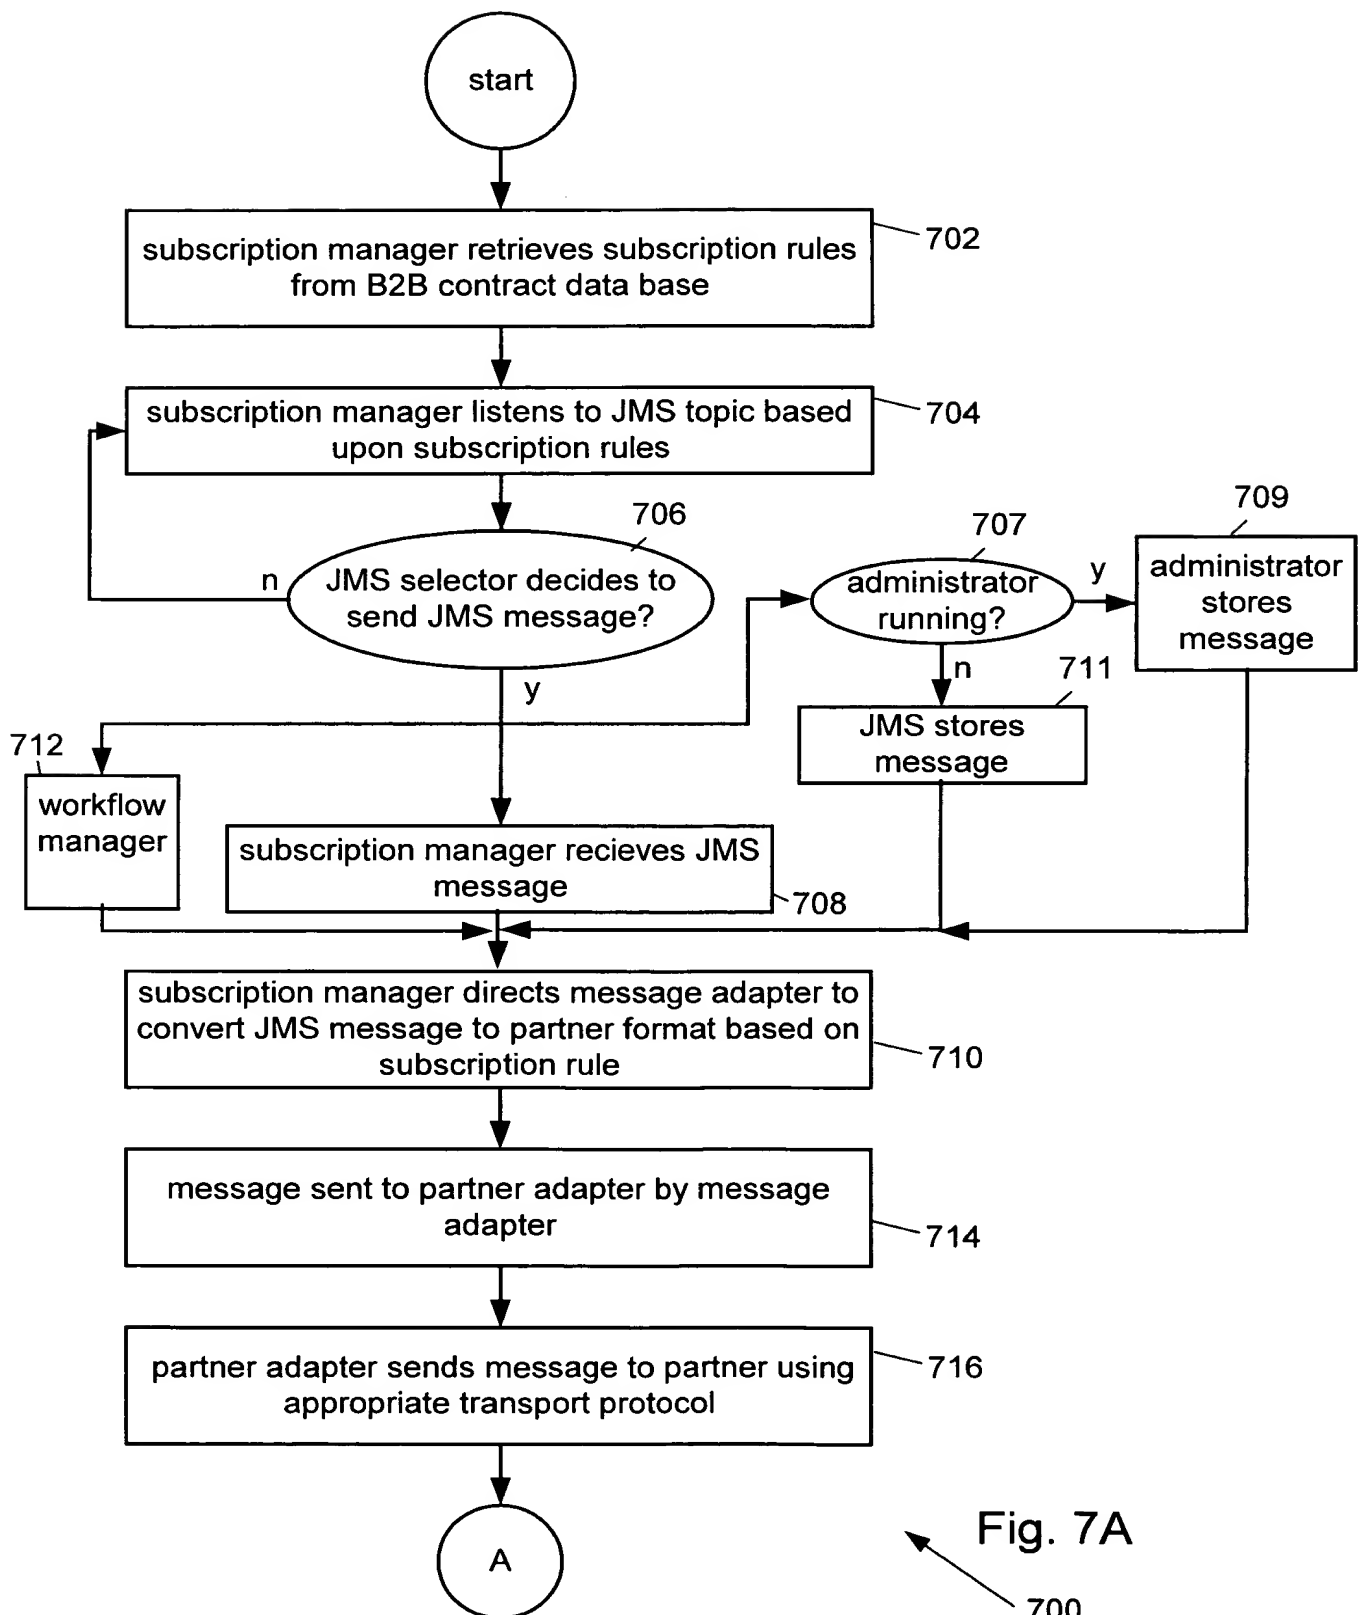 start
subscription manager retrieves subscription rules
from B2B contract data base
702
subscription manager listens to JMS topic based
upon subscription rules
704
706
JMS selector decides to
send JMS message?
n
y
707
administrator
running?
y
n
709
administrator
stores
message
711
JMS stores
message
712
workflow
manager
subscription manager recieves JMS
message
708
subscription manager directs message adapter to
convert JMS message to partner format based on
subscription rule
710
message sent to partner adapter by message
adapter
714
partner adapter sends message to partner using
appropriate transport protocol
716
A
Fig. 7A
700